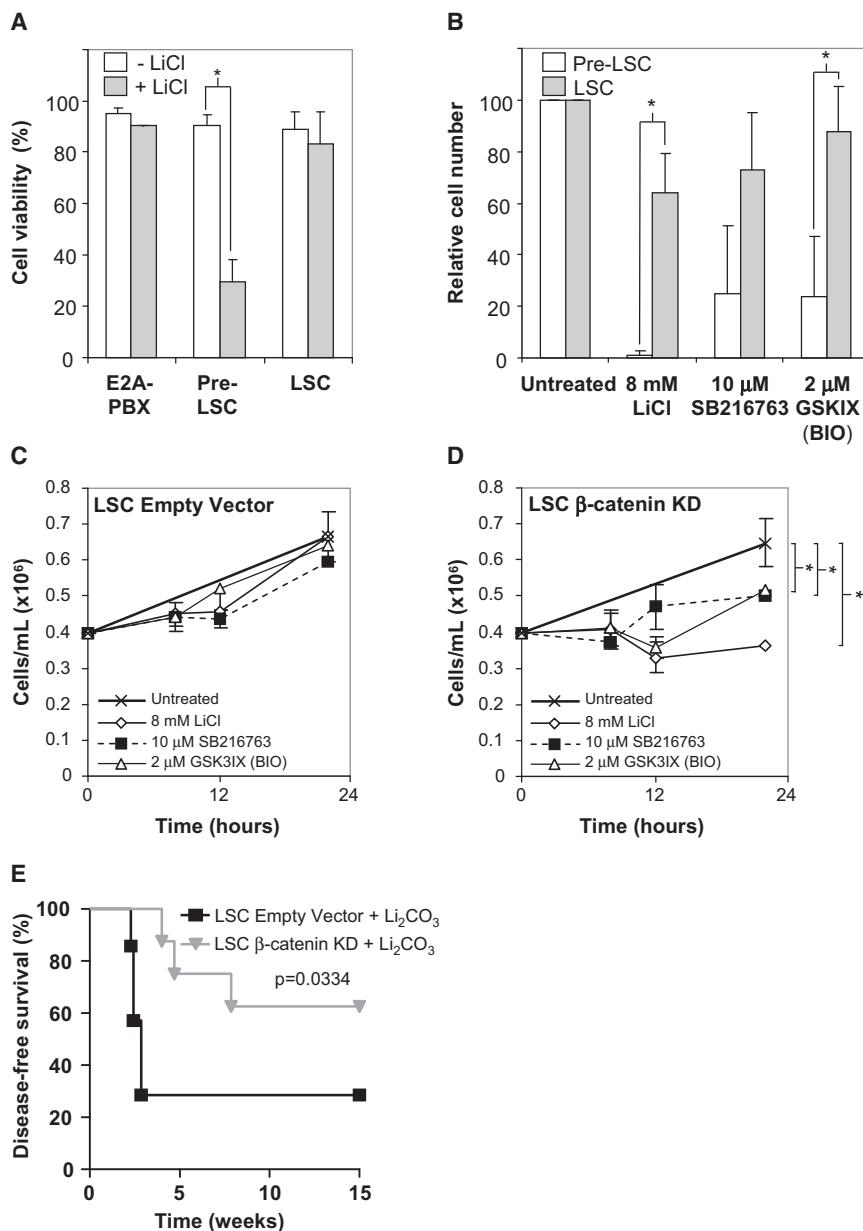 A
- LiCl
+ LiCl
*
Cell viability (%)
100
80
60
40
20
0
E2A-
PBX
Pre-
LSC
LSC
B
Pre-LSC
LSC
*
*
Relative cell number
100
80
60
40
20
0
Untreated
8 mM
LiCl
10 μM
SB216763
2 μM
GSKIX
(BIO)
C
LSC Empty Vector
Cells/mL (x10⁶)
0.8
0.7
0.6
0.5
0.4
0.3
0.2
0.1
0
Untreated
8 mM LiCl
10 μM SB216763
2 μM GSK3IX (BIO)
0
12
24
Time (hours)
D
LSC β-catenin KD
Cells/mL (x10⁶)
0.8
0.7
0.6
0.5
0.4
0.3
0.2
0.1
0
*
*
*
Untreated
8 mM LiCl
10 μM SB216763
2 μM GSK3IX (BIO)
0
12
24
Time (hours)
E
LSC Empty Vector + Li₂CO₃
LSC β-catenin KD + Li₂CO₃
p=0.0334
Disease-free survival (%)
100
80
60
40
20
0
0
5
10
15
Time (weeks)